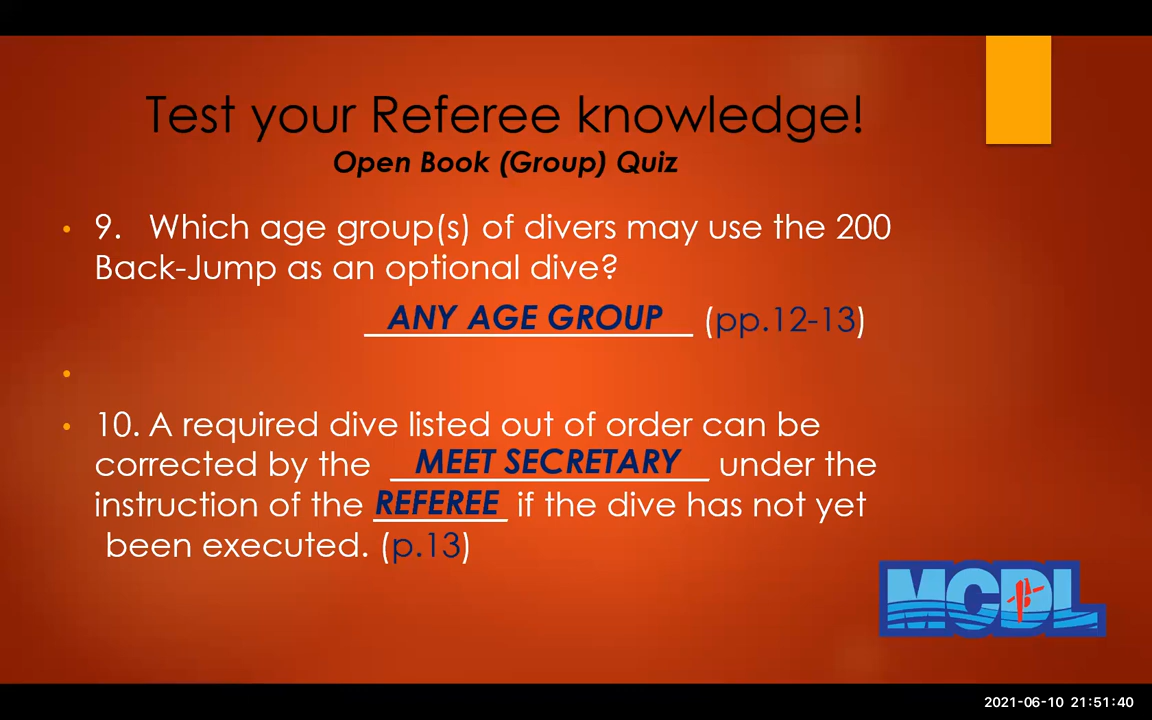 Test your Referee knowledge!
Open Book (Group) Quiz
• 9. Which age group(s) of divers may use the 200
Back-Jump as an optional dive?
ANY AGE GROUP (pp.12-13)
•
• 10. A required dive listed out of order can be
corrected by the MEET SECRETARY under the
instruction of the REFEREE if the dive has not yet
been executed. (p.13)
MCDL
2021-06-10 21:51:40